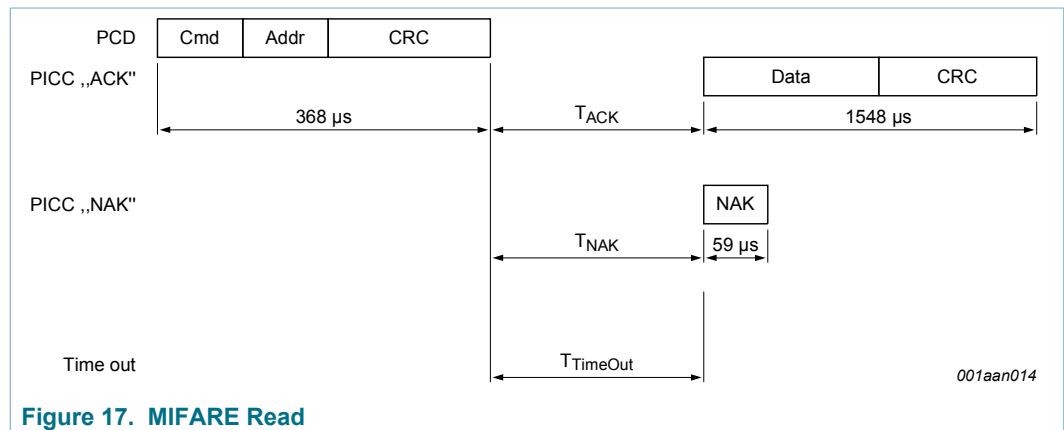 PCD Cmd Addr CRC
PICC ,,ACK" Data CRC
368 µs TACK 1548 µs
PICC ,,NAK" NAK
TNAK 59 µs
Time out TTimeOut 001aan014
Figure 17. MIFARE Read